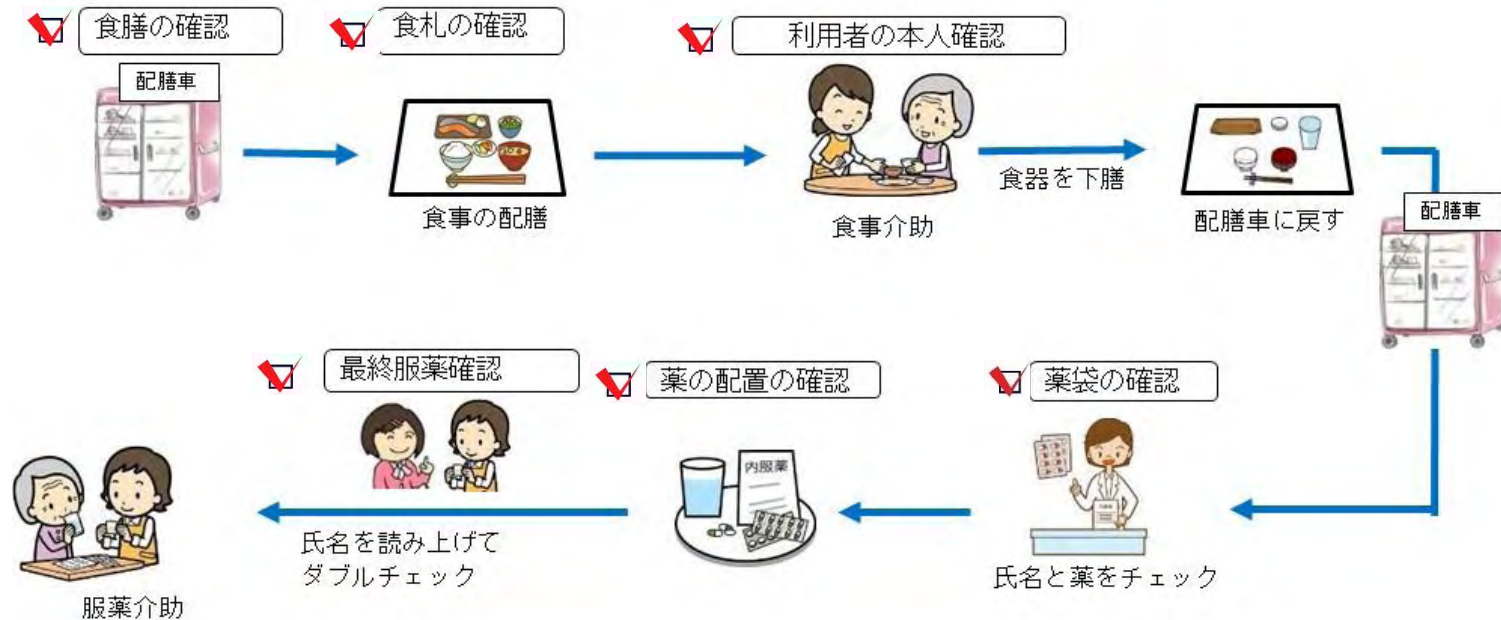 食膳の確認
食札の確認
利用者の本人確認
配膳車
食事の配膳
食事介助
食器を下膳
配膳車に戻す
配膳車
最終服薬確認
薬の配置の確認
薬袋の確認
内服薬
氏名を読み上げて
ダブルチェック
氏名と薬をチェック
服薬介助